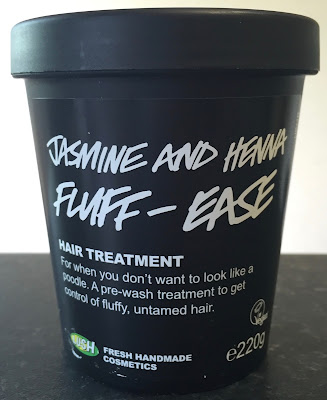 JASMINE AND HENNA
FLUFF – EASE
HAIR TREATMENT
For when you don't want to look like a
poodle. A pre-wash treatment to get
control of fluffy, untamed hair.
LUSH
FRESH HANDMADE
COSMETICS
Vegan
℮220g